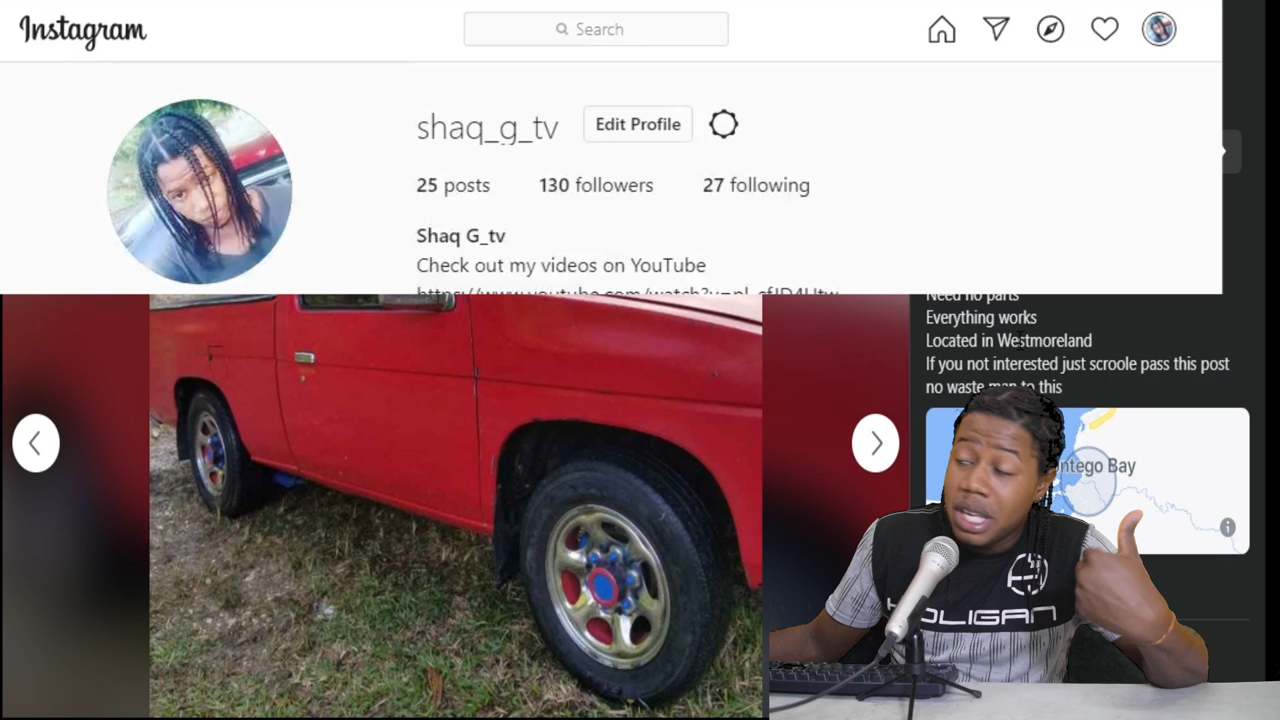 Instagram
Search
shaq_g_tv
Edit Profile
25 posts 130 followers 27 following
Shaq G_tv
Check out my videos on YouTube
Need no parts
Everything works
Located in Westmoreland
If you not interested just scroole pass this post
no waste man to this
ntego Bay
i
OLIGAN